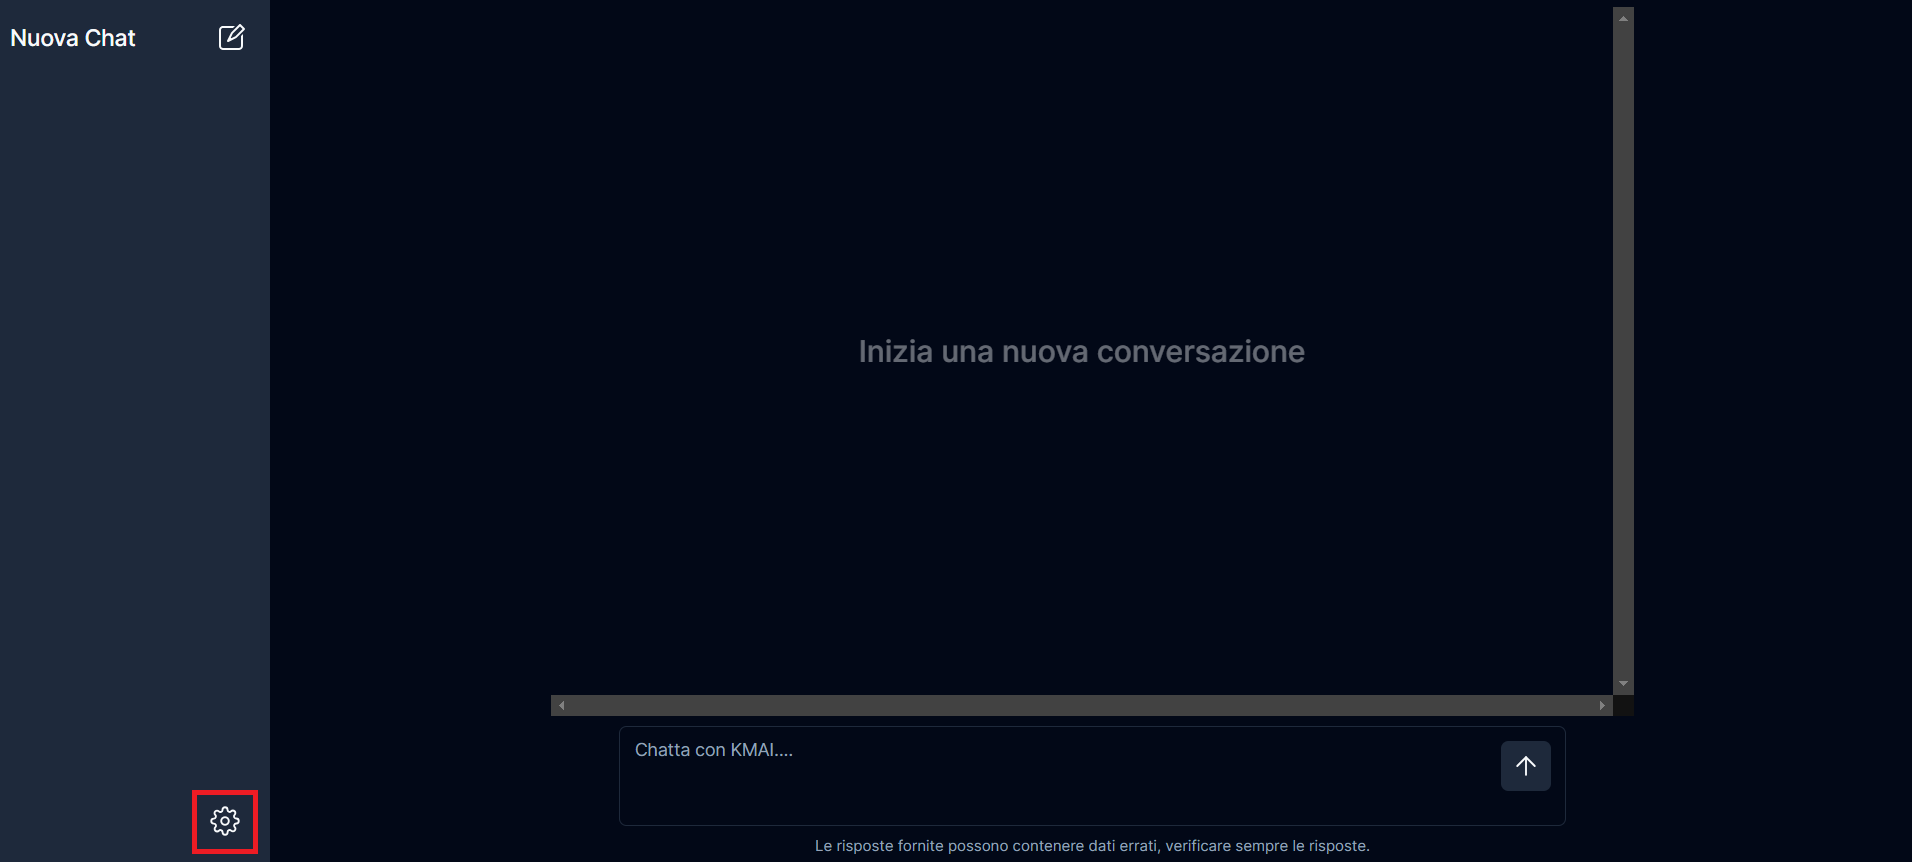 Nuova Chat
Inizia una nuova conversazione
Chatta con KMAI....
Le risposte fornite possono contenere dati errati, verificare sempre le risposte.